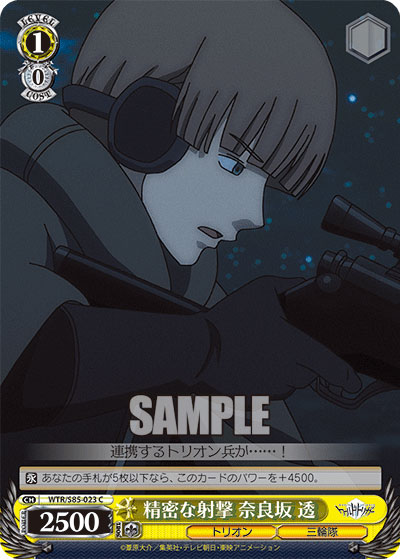 LEVEL
1
0
COST
SAMPLE
連携するトリオン兵が……！
永 あなたの手札が5枚以下なら、このカードのパワーを＋4500。
CH WTR/S85-023 C
精密な射撃 奈良坂 透
POWER
2500
SOUL
トリオン
三輪隊
©葦原大介／集英社・テレビ朝日・東映アニメーション